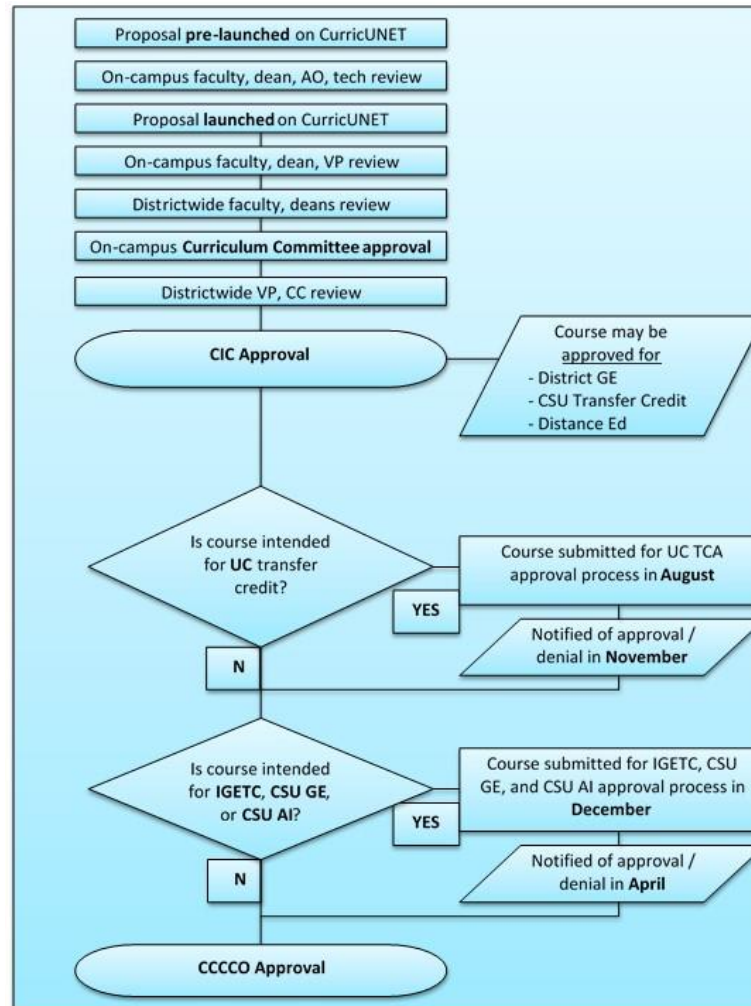 Proposal pre-launched on CurricUNET
On-campus faculty, dean, AO, tech review
Proposal launched on CurricUNET
On-campus faculty, dean, VP review
Districtwide faculty, deans review
On-campus Curriculum Committee approval
Districtwide VP, CC review
CIC Approval
Course may be
approved for
- District GE
- CSU Transfer Credit
- Distance Ed
Is course intended
for UC transfer
credit?
YES
Course submitted for UC TCA
approval process in August
Notified of approval /
denial in November
N
Is course intended
for IGETC, CSU GE,
or CSU AI?
YES
Course submitted for IGETC, CSU
GE, and CSU AI approval process in
December
Notified of approval /
denial in April
N
CCCCO Approval